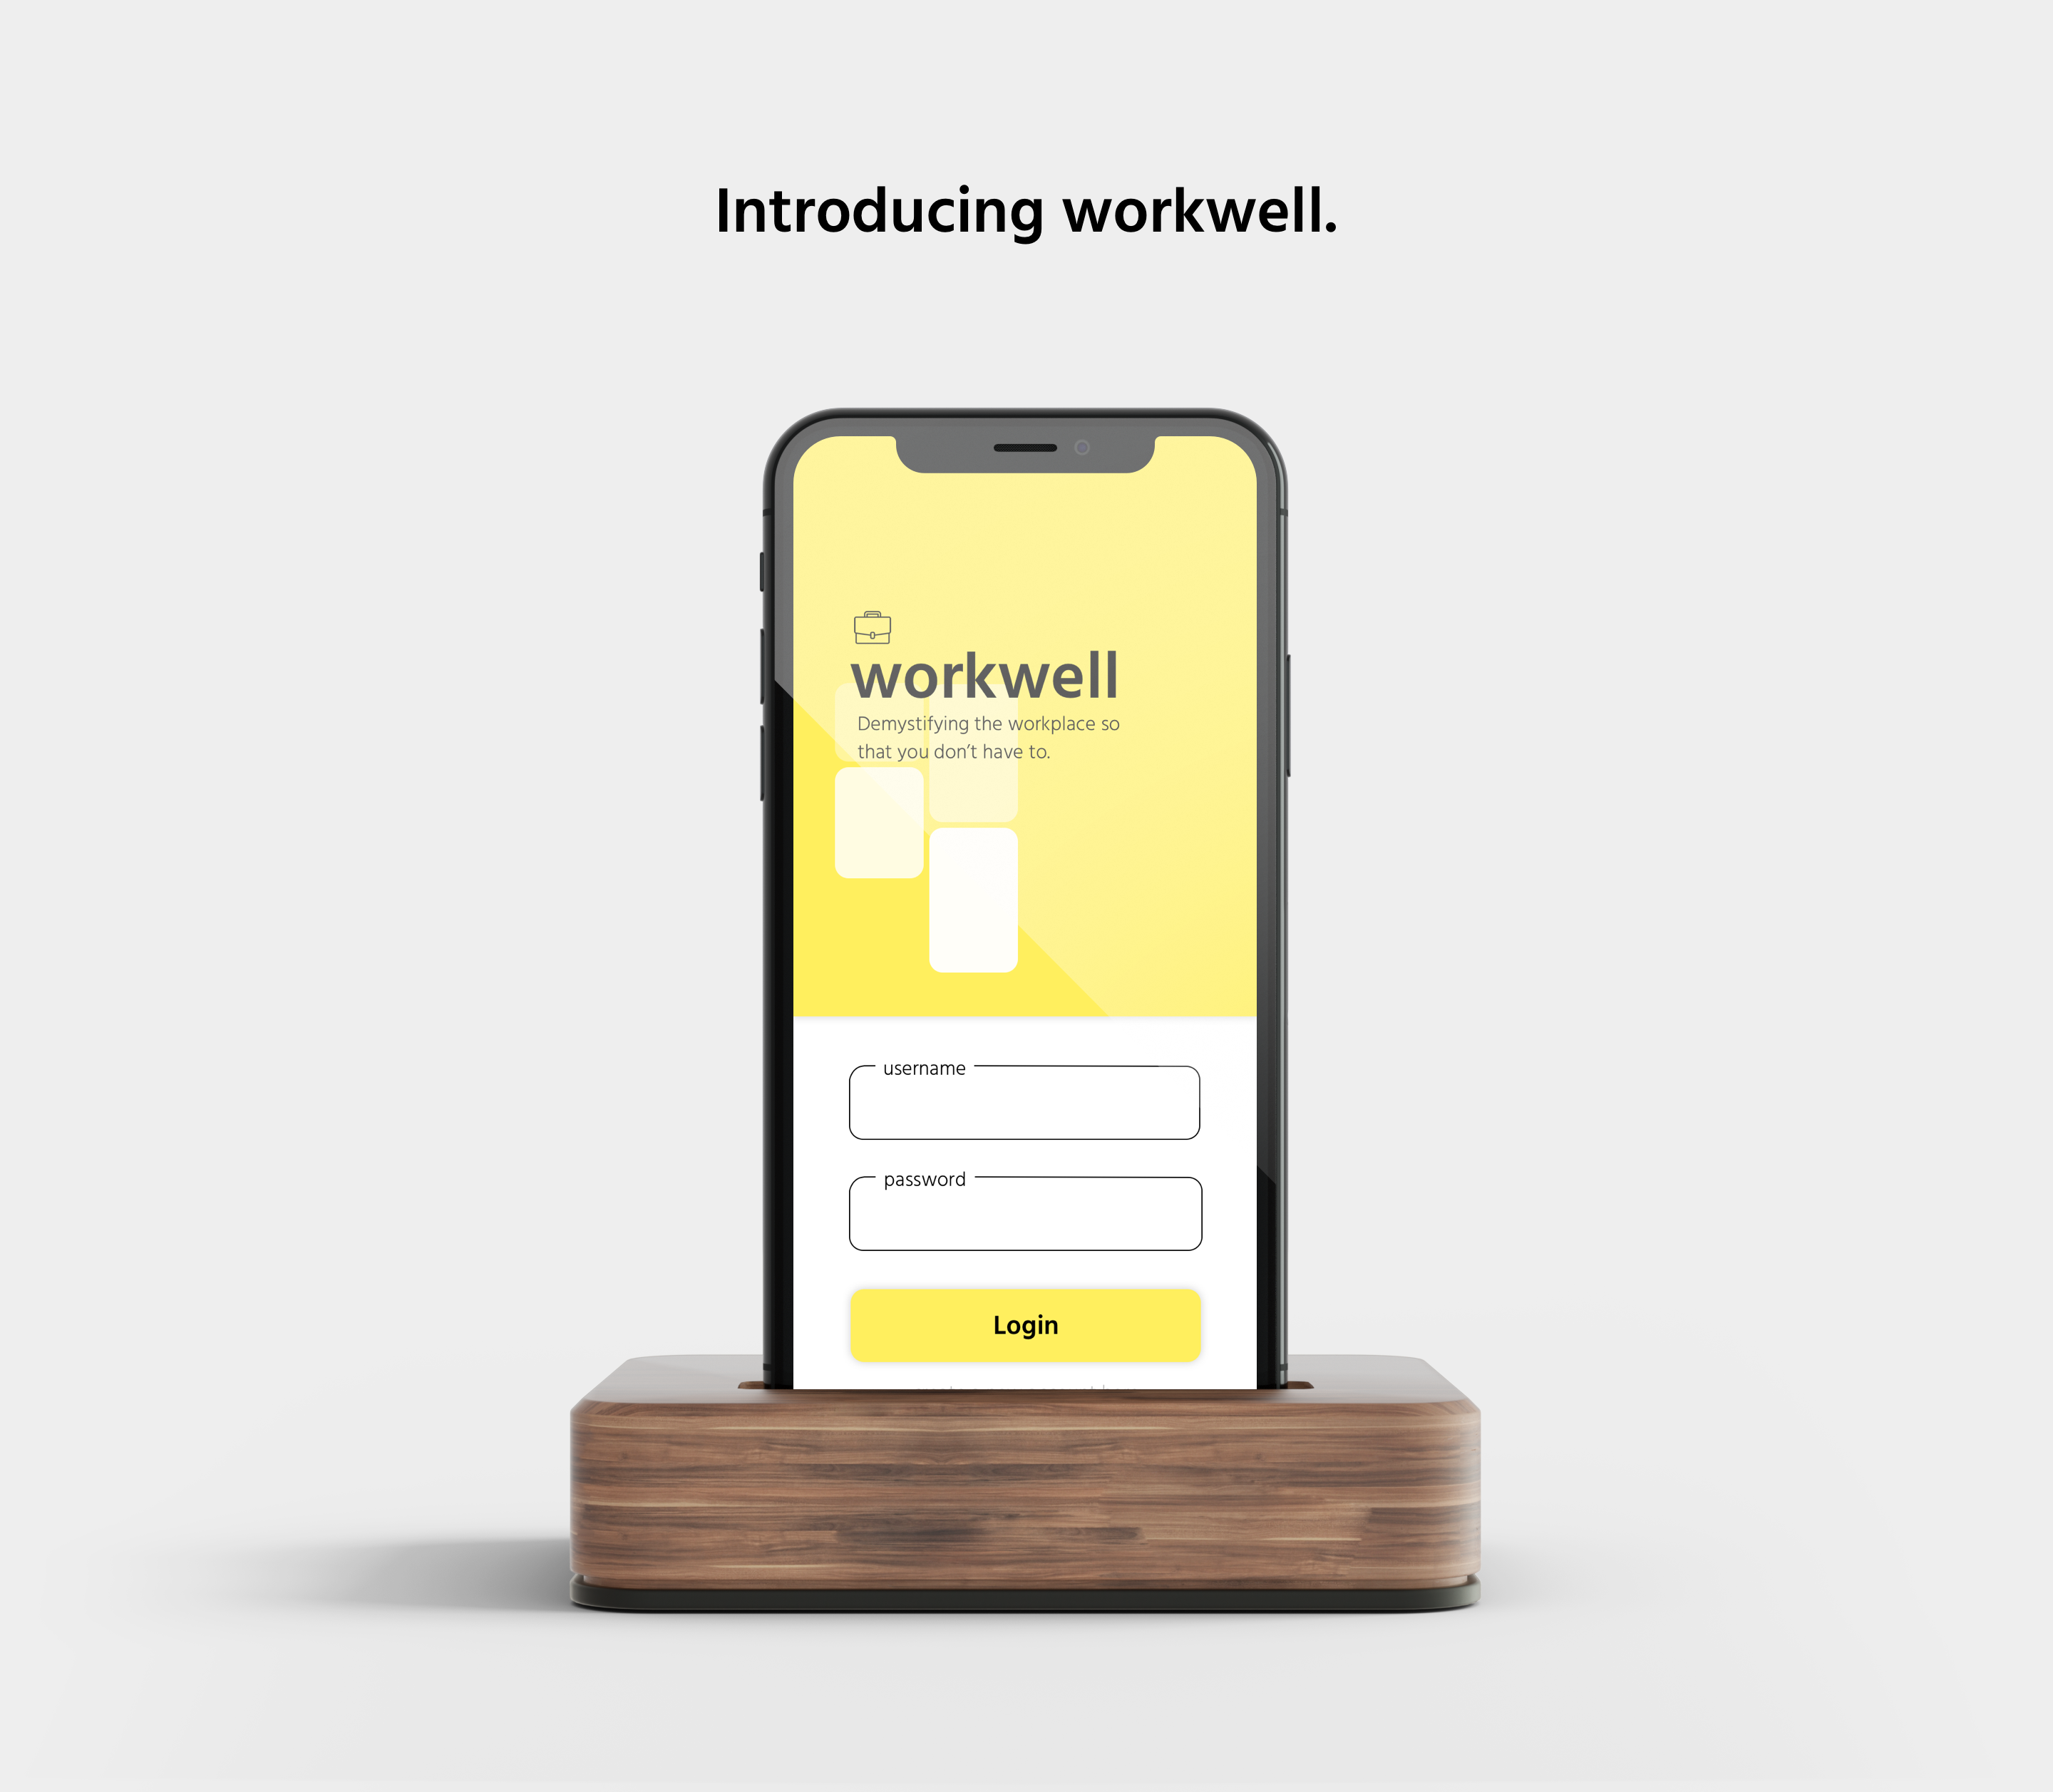 Introducing workwell.
workwell
Demystifying the workplace so
that you don’t have to.
username
password
Login